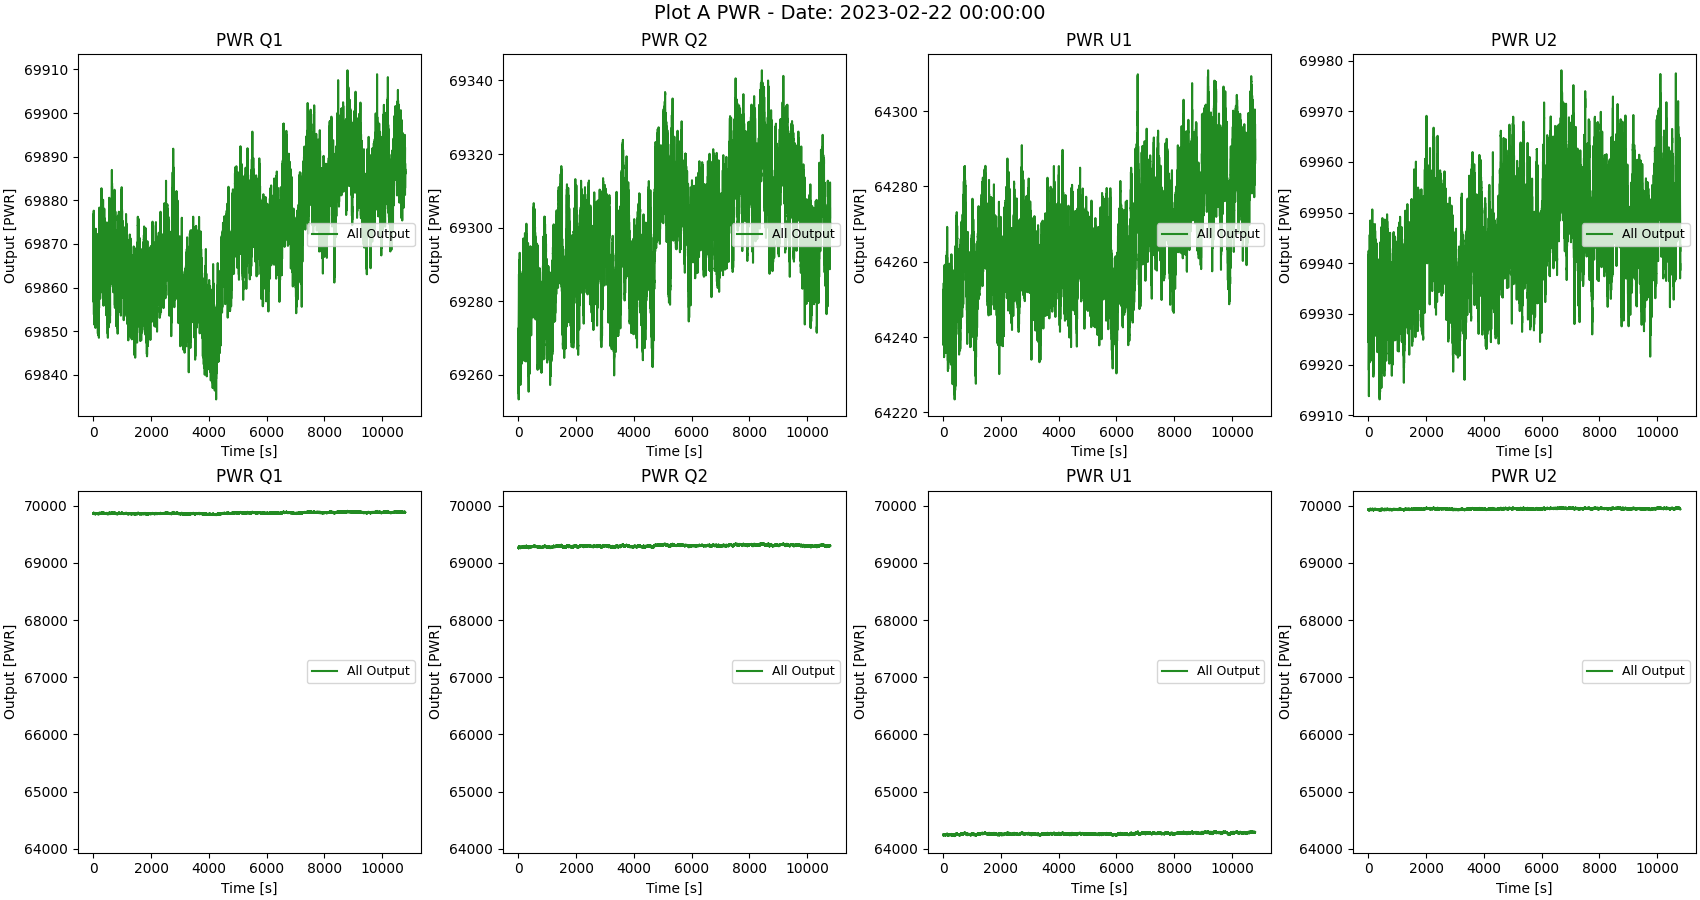 Plot A PWR - Date: 2023-02-22 00:00:00
PWR Q1
PWR Q2
PWR U1
PWR U2
Output [PWR]
69910
69900
69890
69880
69870
69860
69850
69840
All Output
0 2000 4000 6000 8000 10000
Time [s]
Output [PWR]
69340
69320
69300
69280
69260
All Output
0 2000 4000 6000 8000 10000
Time [s]
Output [PWR]
64300
64280
64260
64240
64220
All Output
0 2000 4000 6000 8000 10000
Time [s]
Output [PWR]
69980
69970
69960
69950
69940
69930
69920
69910
All Output
0 2000 4000 6000 8000 10000
Time [s]
PWR Q1
PWR Q2
PWR U1
PWR U2
Output [PWR]
70000
69000
68000
67000
66000
65000
64000
All Output
0 2000 4000 6000 8000 10000
Time [s]
Output [PWR]
70000
69000
68000
67000
66000
65000
64000
All Output
0 2000 4000 6000 8000 10000
Time [s]
Output [PWR]
70000
69000
68000
67000
66000
65000
64000
All Output
0 2000 4000 6000 8000 10000
Time [s]
Output [PWR]
70000
69000
68000
67000
66000
65000
64000
All Output
0 2000 4000 6000 8000 10000
Time [s]